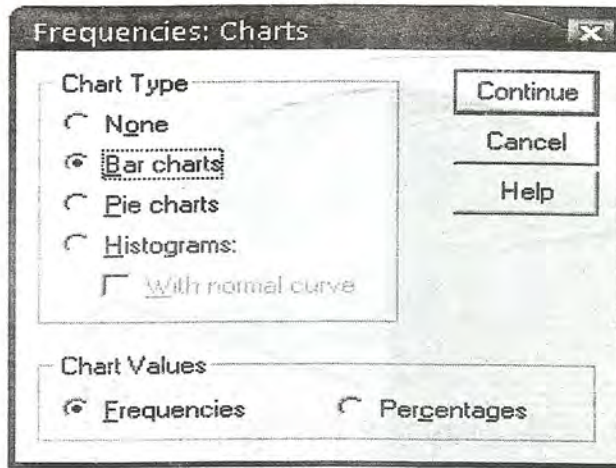 Frequencies: Charts
Chart Type
None
Bar charts
Pie charts
Histograms:
With normal curve
Continue
Cancel
Help
Chart Values
Frequencies
Percentages